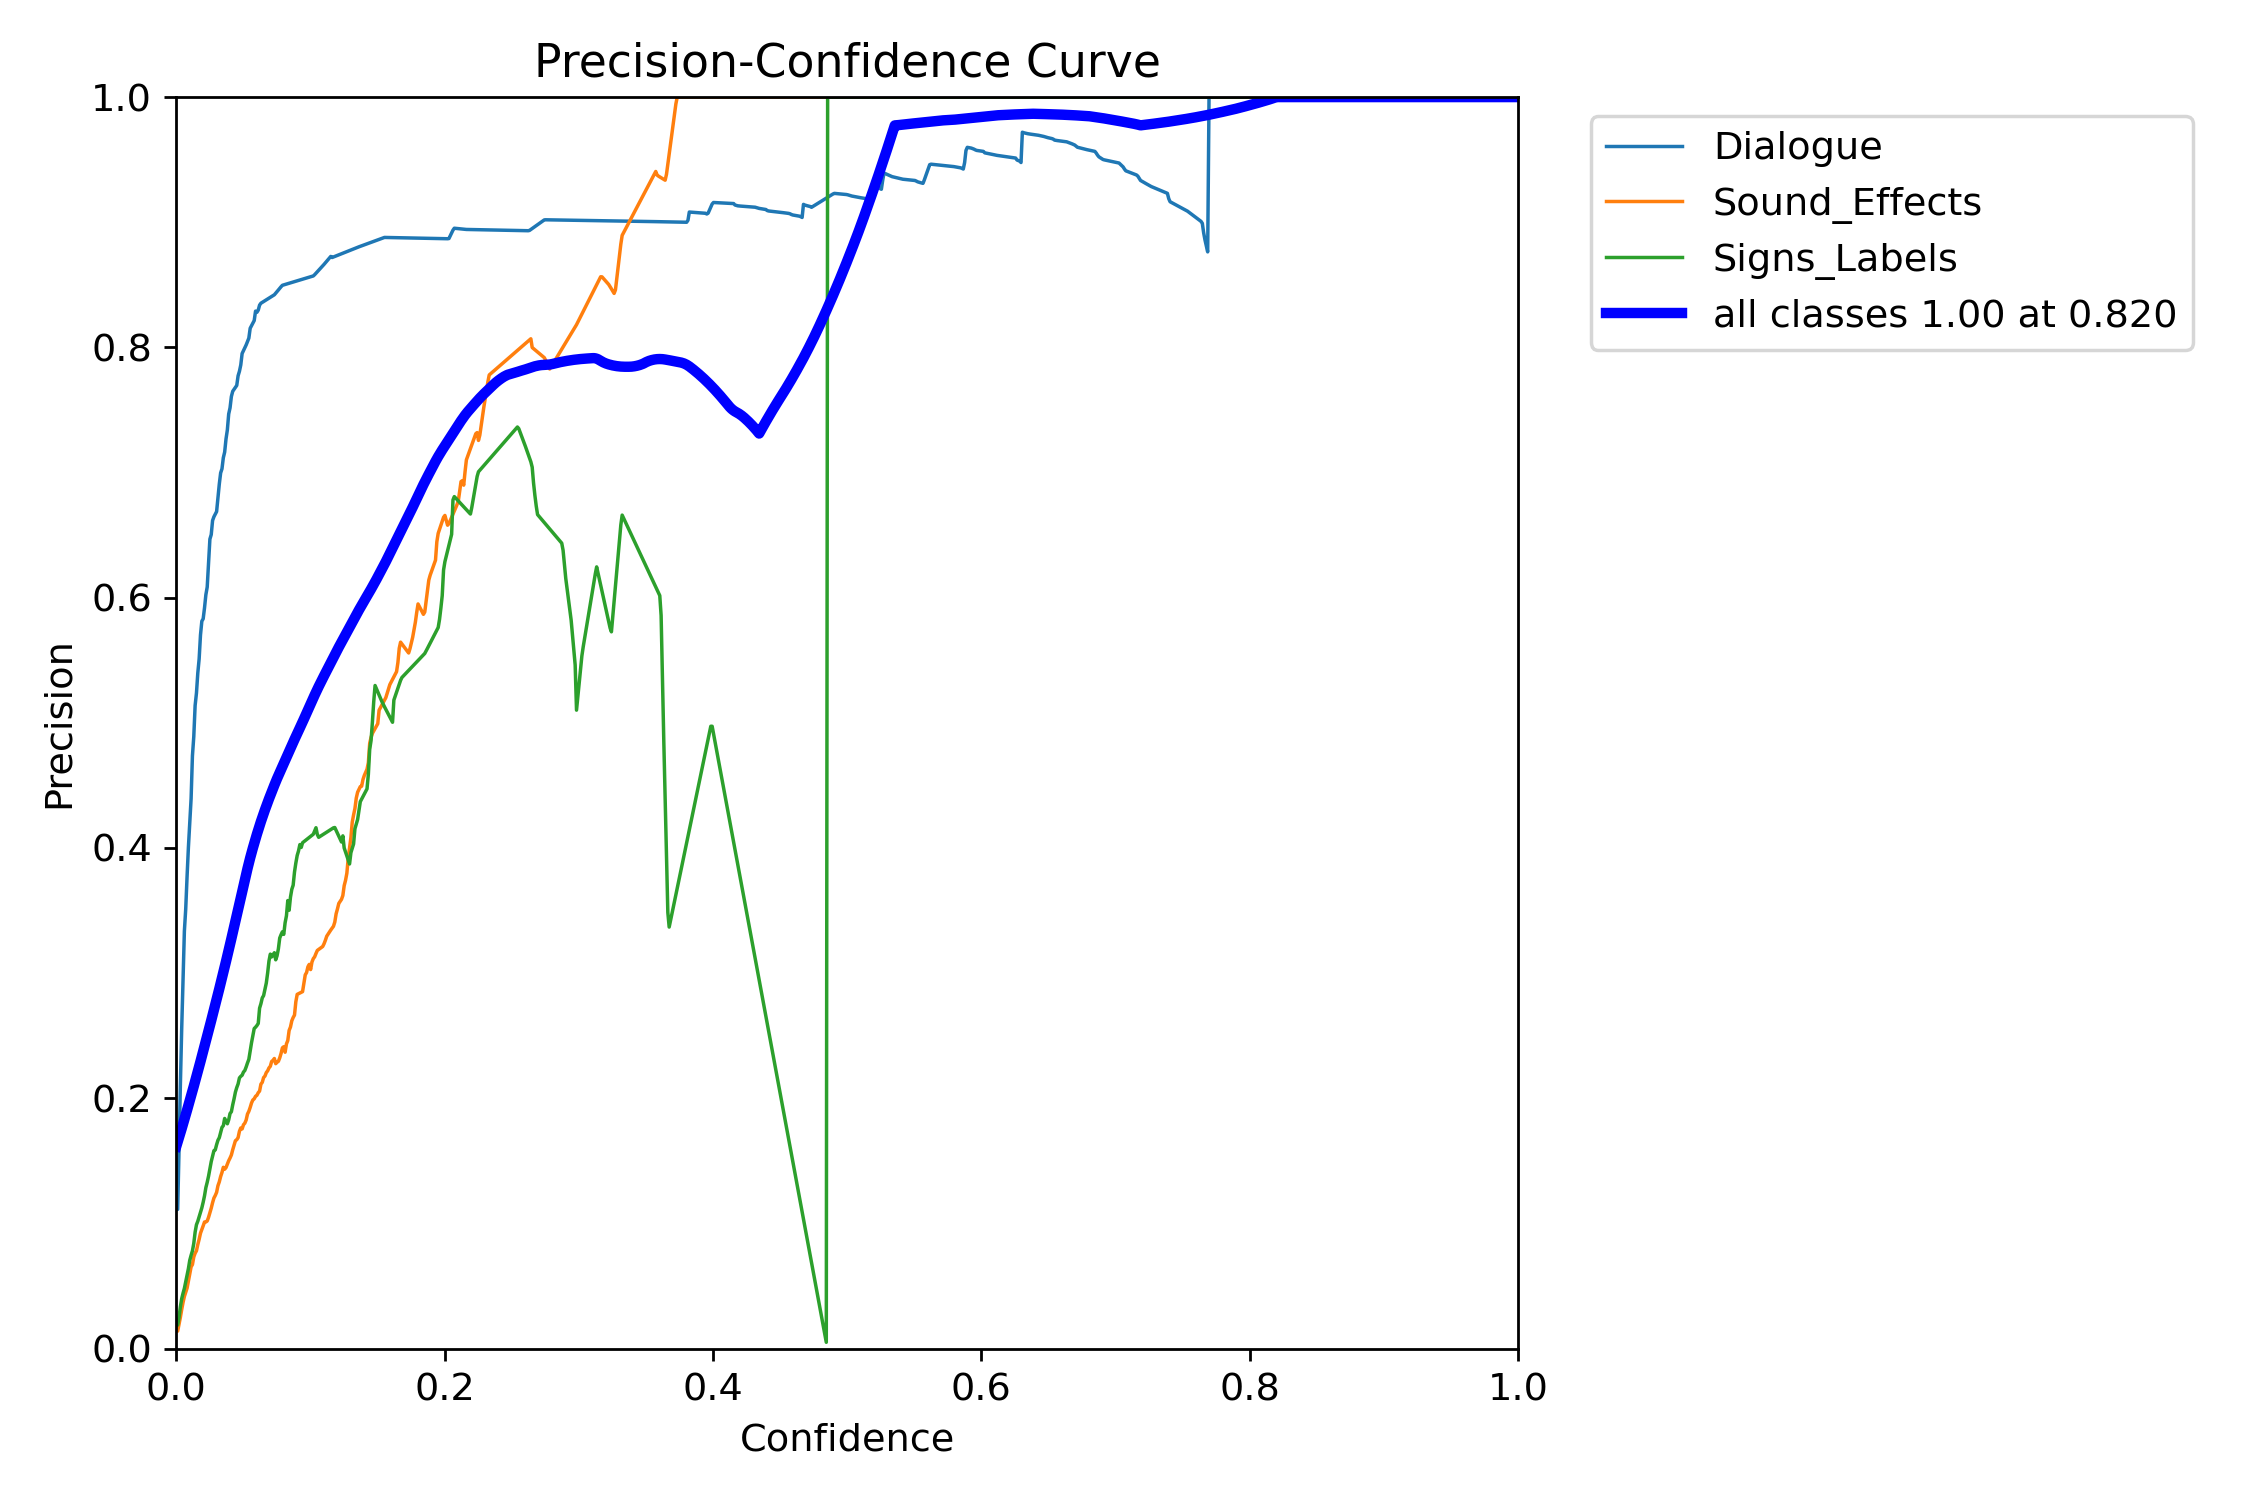 Precision-Confidence Curve
1.0
0.8
0.6
0.4
0.2
0.0
Precision
0.0 0.2 0.4 0.6 0.8 1.0
Confidence
Dialogue
Sound_Effects
Signs_Labels
all classes 1.00 at 0.820